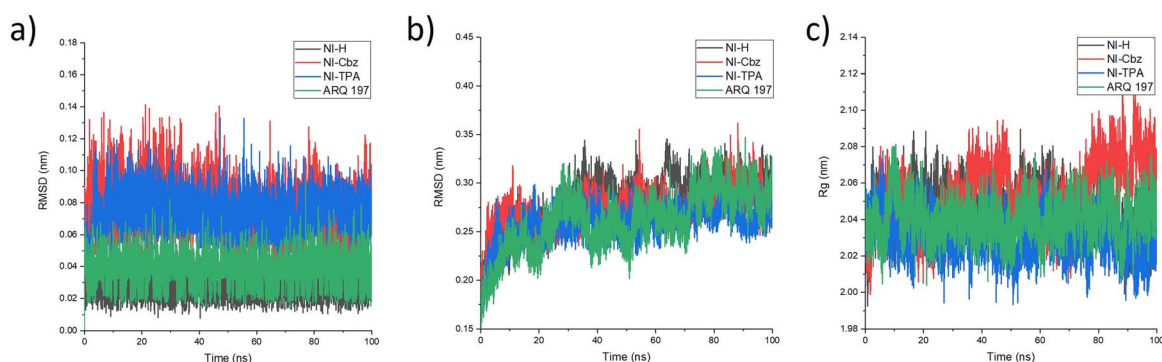 a)
0.18
0.16
0.14
0.12
0.10
0.08
0.06
0.04
0.02
0.00
RMSD (nm)
0 20 40 60 80 100
Time (ns)
NI-H
NI-Cbz
NI-TPA
ARQ 197
b)
0.45
0.40
0.35
0.30
0.25
0.20
0.15
RMSD (nm)
0 20 40 60 80 100
Time (ns)
NI-H
NI-Cbz
NI-TPA
ARQ 197
c)
2.14
2.12
2.10
2.08
2.06
2.04
2.02
2.00
1.98
Rg (nm)
0 20 40 60 80 100
Time (ns)
NI-H
NI-Cbz
NI-TPA
ARQ 197